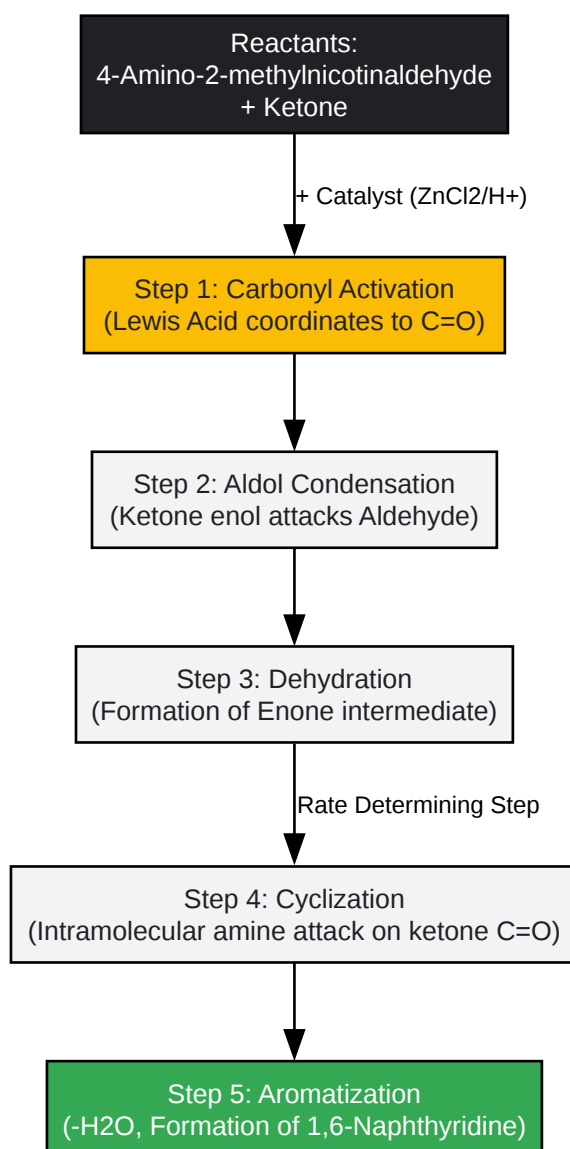 Reactants:
4-Amino-2-methylnicotinaldehyde
+ Ketone
+ Catalyst (ZnCl2/H+)
Step 1: Carbonyl Activation
(Lewis Acid coordinates to C=O)
Step 2: Aldol Condensation
(Ketone enol attacks Aldehyde)
Step 3: Dehydration
(Formation of Enone intermediate)
Rate Determining Step
Step 4: Cyclization
(Intramolecular amine attack on ketone C=O)
Step 5: Aromatization
(-H2O, Formation of 1,6-Naphthyridine)